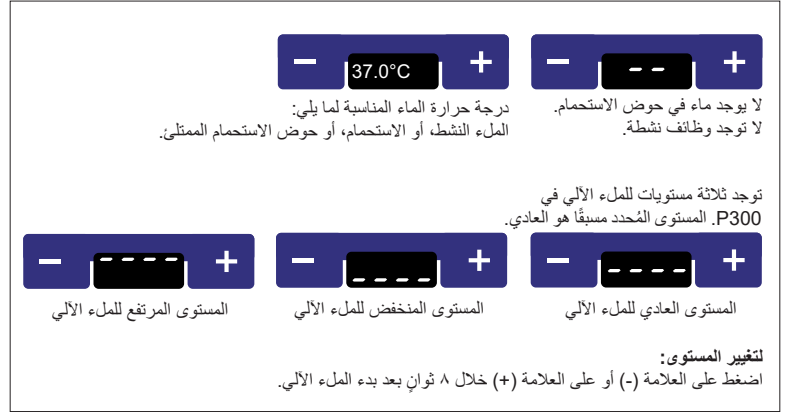 − -- +
لا يوجد ماء في حوض الاستحمام.
لا توجد وظائف نشطة.
− 37.0°C +
درجة حرارة الماء المناسبة لما يلي:
الملء النشط، أو الاستحمام، أو حوض الاستحمام الممتلئ.
توجد ثلاثة مستويات للملء الآلي في
P300. المستوى المُحدد مسبقًا هو العادي.
− ---- +
المستوى العادي للملء الآلي
− ---- +
المستوى المنخفض للملء الآلي
− ---- +
المستوى المرتفع للملء الآلي
لتغيير المستوى:
اضغط على العلامة (-) أو على العلامة (+) خلال ٨ ثوانٍ بعد بدء الملء الآلي.